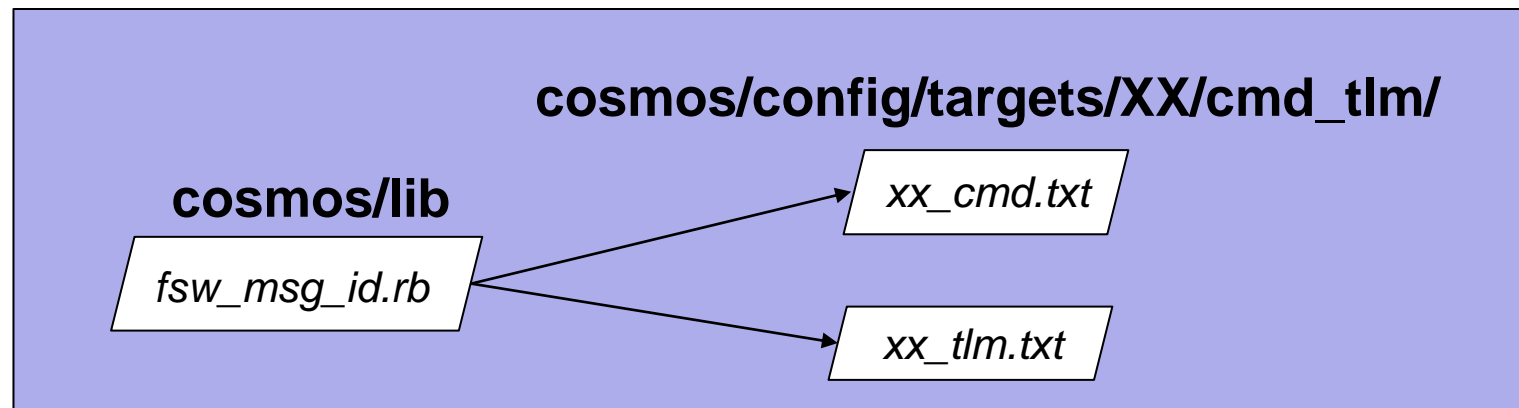 cosmos/config/targets/XX/cmd_tlm/
cosmos/lib
xx_cmd.txt
fsw_msg_id.rb
xx_tlm.txt